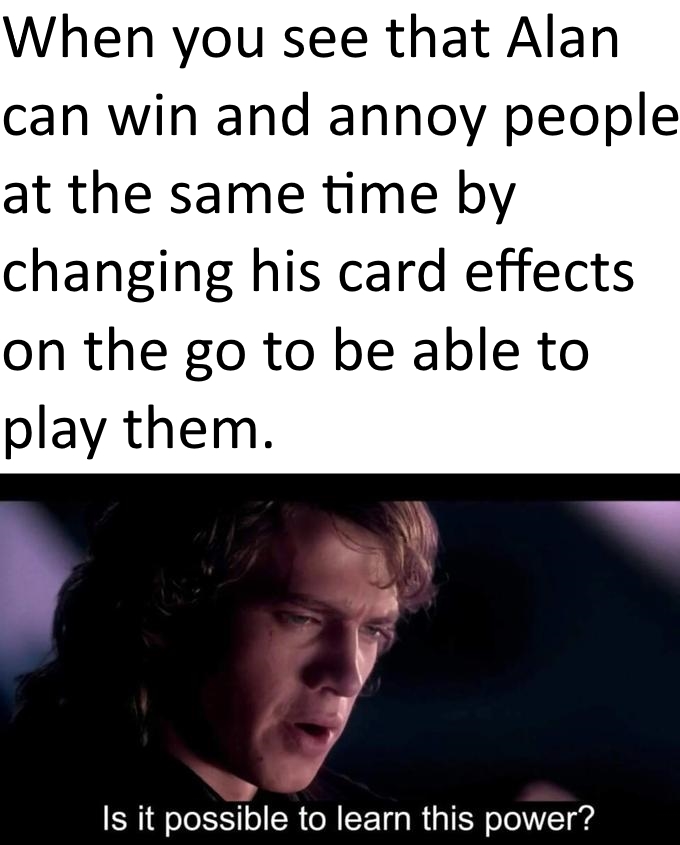 When you see that Alan
can win and annoy people
at the same time by
changing his card effects
on the go to be able to
play them.
Is it possible to learn this power?